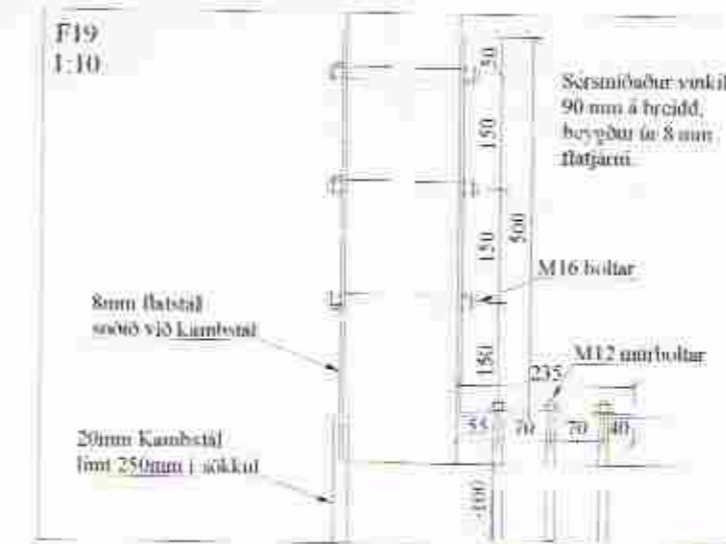 F19
1:10
50
150
150
500
150
Sérsmíðaður vinkil
90 mm á breidd,
beygður úr 8 mm
flatjárni.
M16 boltar
8mm flatstál
soðið við kambstál
M12 múrboltar
235
55
70
70
40
20mm Kambstál
límt 250mm í sökkul
100